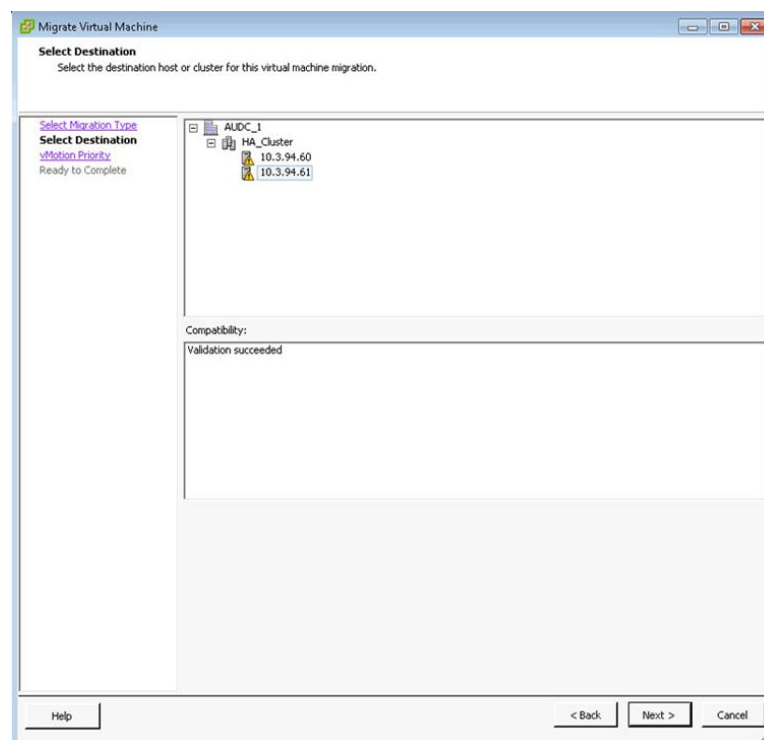 Migrate Virtual Machine
Select Destination
Select the destination host or cluster for this virtual machine migration.
Select Migration Type
Select Destination
vMotion Priority
Ready to Complete
AUDC_1
HA_Cluster
10.3.94.60
10.3.94.61
Compatibility:
Validation succeeded
Help
< Back
Next >
Cancel